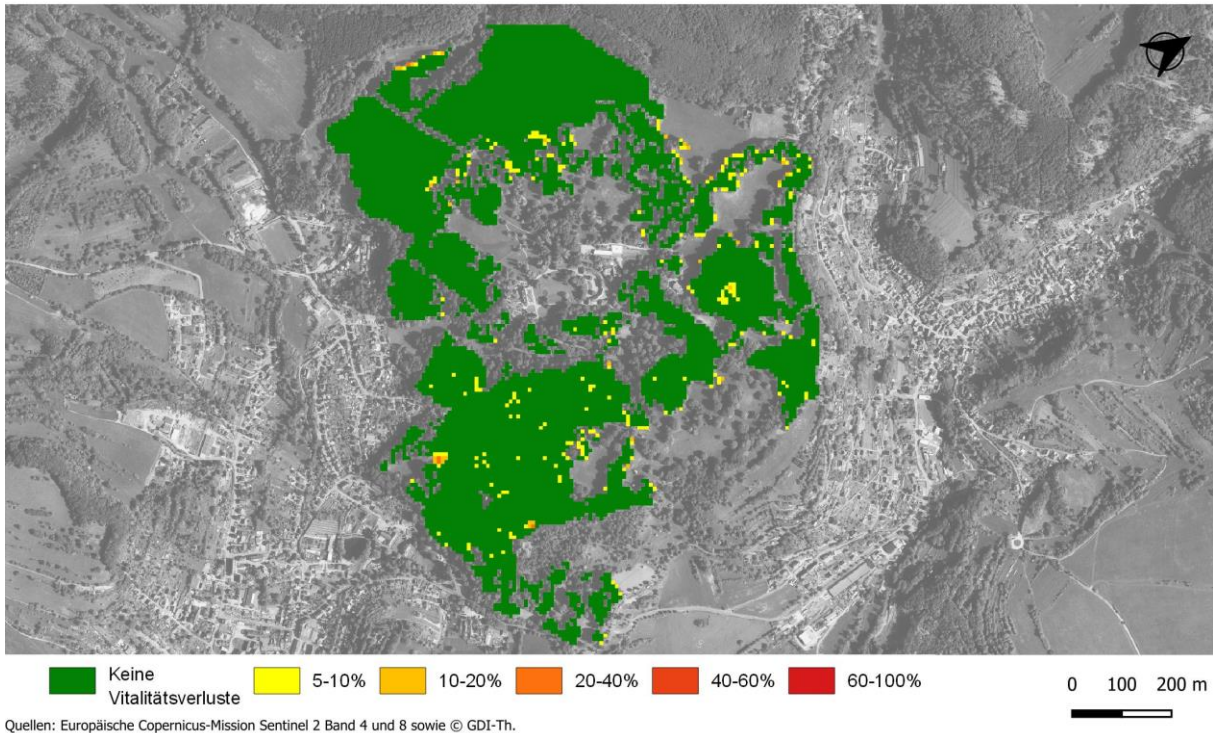 Keine
Vitalitätsverluste
5-10%
10-20%
20-40%
40-60%
60-100%
0 100 200 m
Quellen: Europäische Copernicus-Mission Sentinel 2 Band 4 und 8 sowie © GDI-Th.